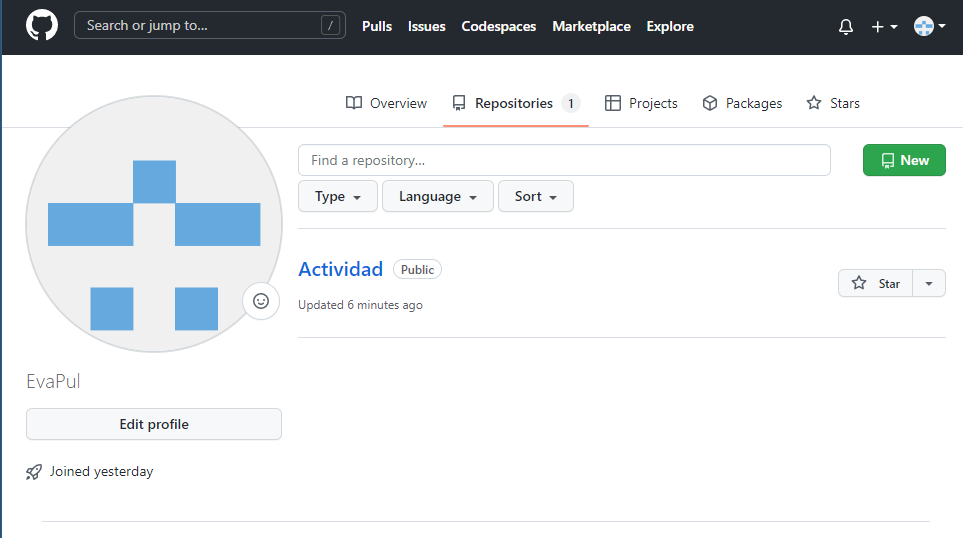 Search or jump to... / Pulls Issues Codespaces Marketplace Explore
Overview Repositories 1 Projects Packages Stars
Find a repository... New
Type Language Sort
Actividad Public
Star
Updated 6 minutes ago
EvaPul
Edit profile
Joined yesterday